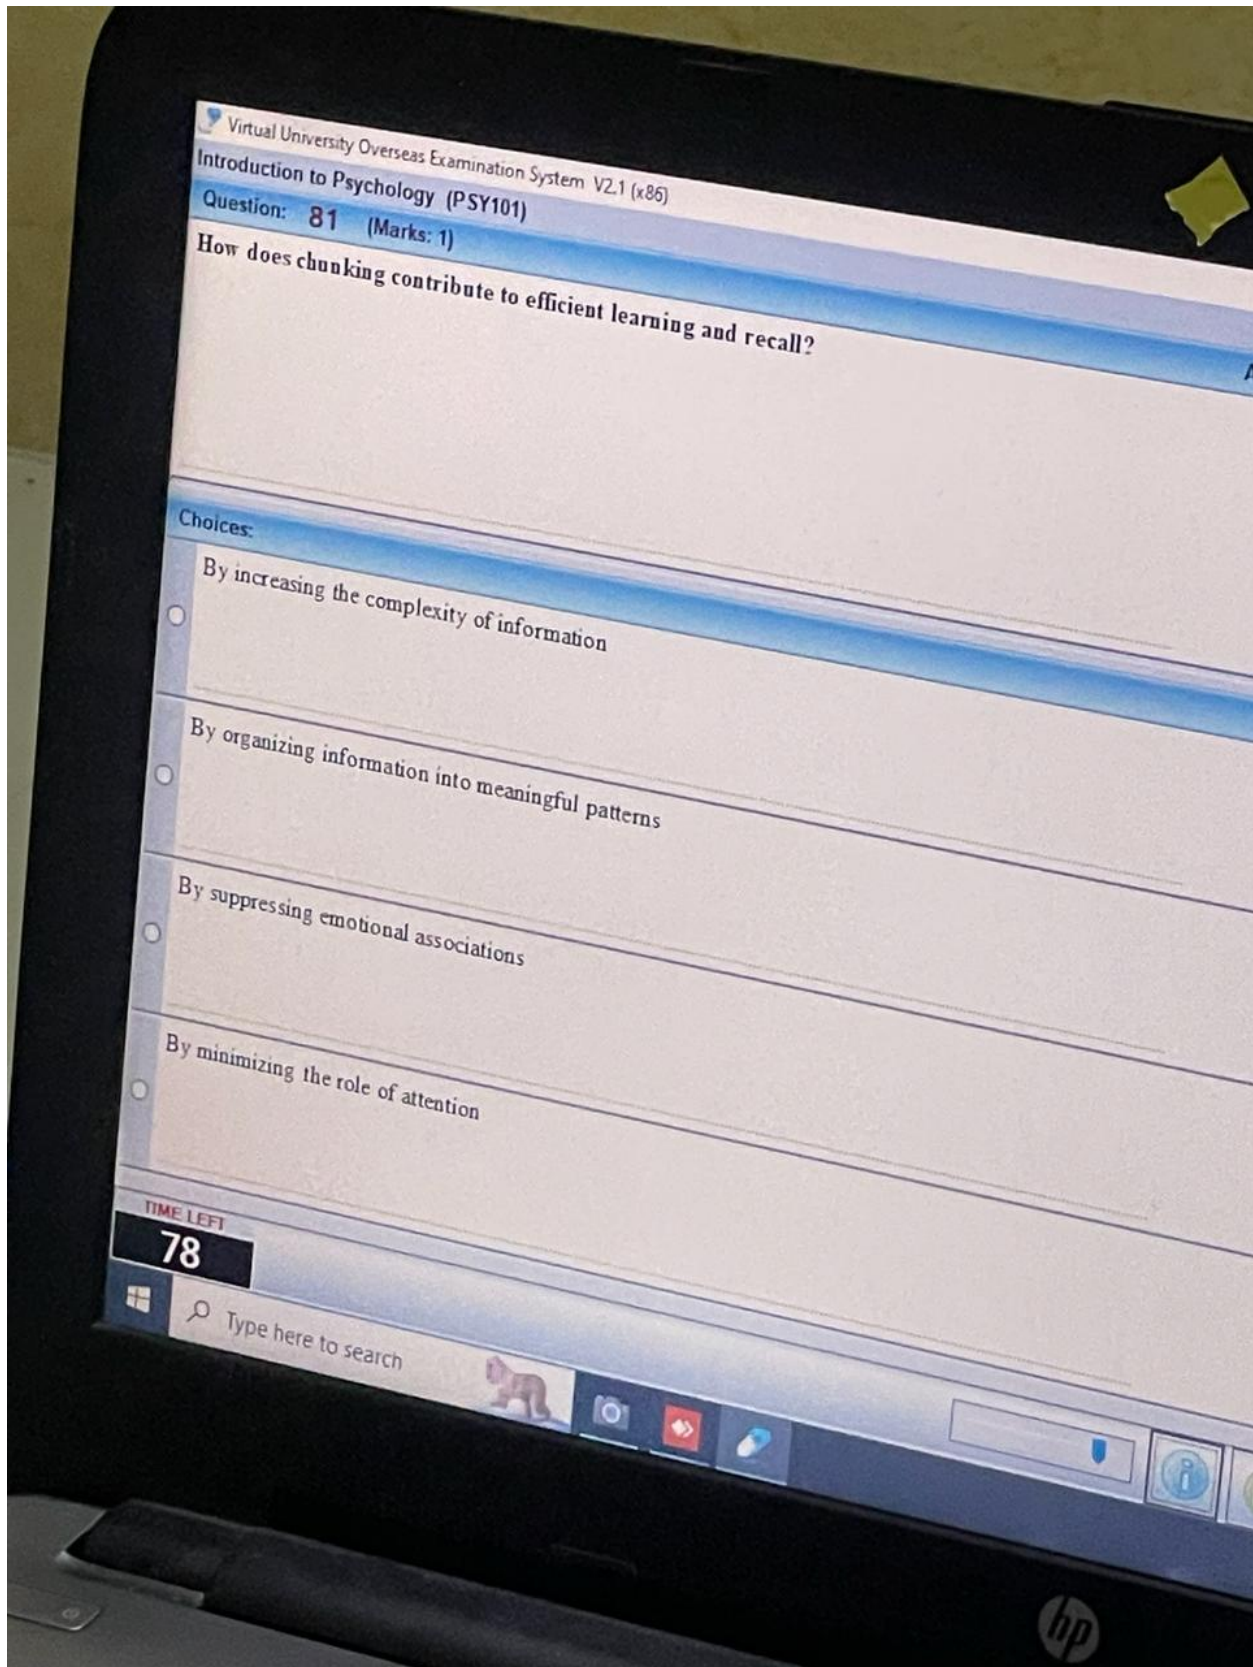 Virtual University Overseas Examination System V2.1 (x86)
Introduction to Psychology (PSY101)
Question: 81 (Marks: 1)
How does chunking contribute to efficient learning and recall?
Choices:
By increasing the complexity of information
By organizing information into meaningful patterns
By suppressing emotional associations
By minimizing the role of attention
TIME LEFT
78
Type here to search
hp